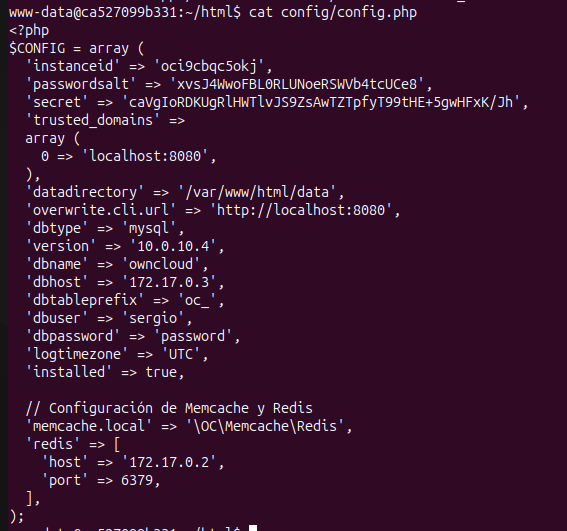 www-data@ca527099b331:~/html$ cat config/config.php
<?php
$CONFIG = array (
  'instanceid' => 'oci9cbqc5okj',
  'passwordsalt' => 'xvsJ4WwoFBL0RLUNoeRSWVb4tcUCe8',
  'secret' => 'caVgIoRDKUgRlHWTlvJS9ZsAwTZTpfyT99tHE+5gwHFxK/Jh',
  'trusted_domains' =>
  array (
    0 => 'localhost:8080',
  ),
  'datadirectory' => '/var/www/html/data',
  'overwrite.cli.url' => 'http://localhost:8080',
  'dbtype' => 'mysql',
  'version' => '10.0.10.4',
  'dbname' => 'owncloud',
  'dbhost' => '172.17.0.3',
  'dbtableprefix' => 'oc_',
  'dbuser' => 'sergio',
  'dbpassword' => 'password',
  'logtimezone' => 'UTC',
  'installed' => true,

  // Configuración de Memcache y Redis
  'memcache.local' => '\OC\Memcache\Redis',
  'redis' => [
    'host' => '172.17.0.2',
    'port' => 6379,
  ],
);